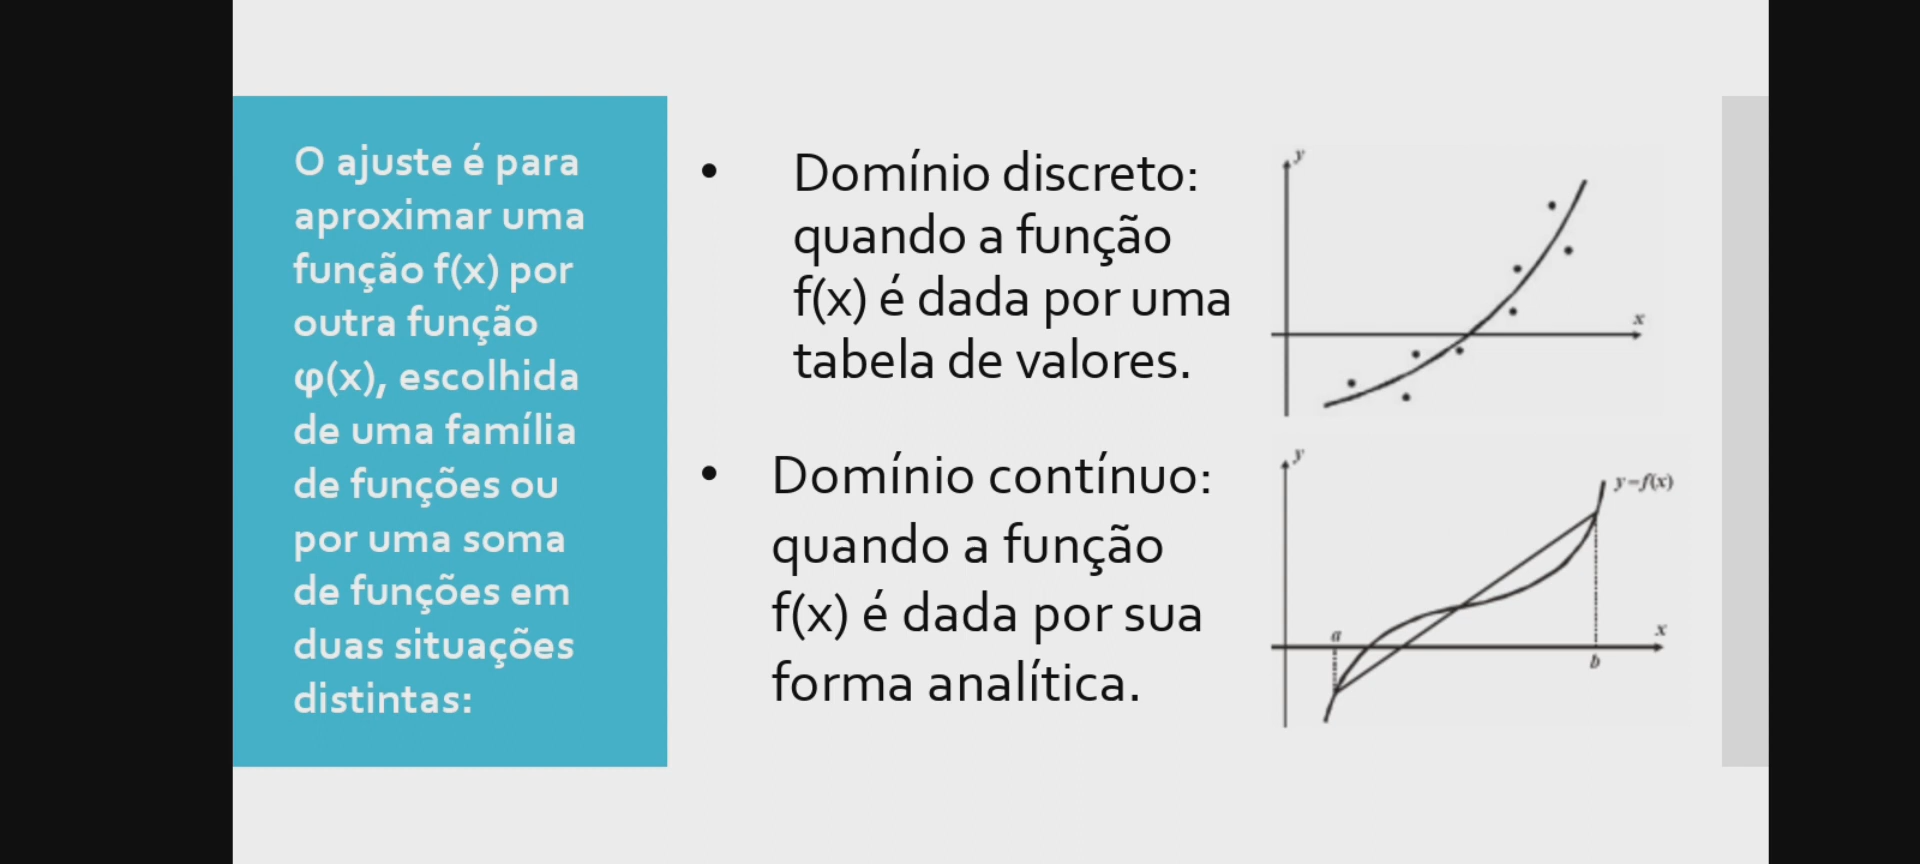 O ajuste é para
aproximar uma
função f(x) por
outra função
φ(x), escolhida
de uma família
de funções ou
por uma soma
de funções em
duas situações
distintas:
• Domínio discreto:
quando a função
f(x) é dada por uma
tabela de valores.
• Domínio contínuo:
quando a função
f(x) é dada por sua
forma analítica.
y
x
y
y=f(x)
a
x
b